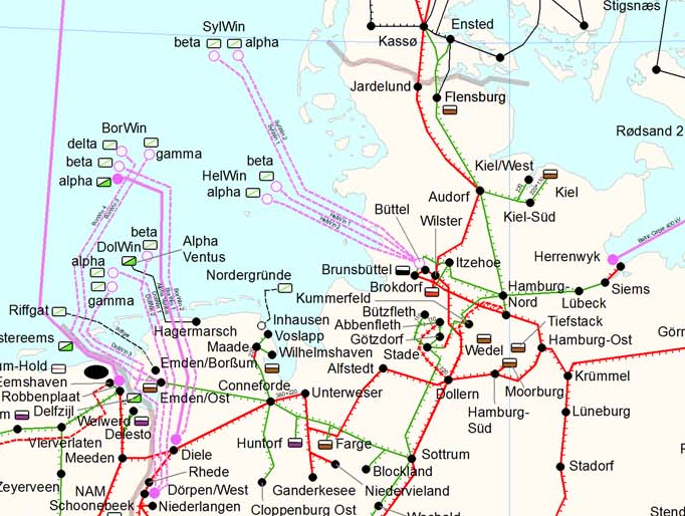 Stigsnæs
SylWin
beta
alpha
Ensted
Kassø
Jardelund
Flensburg
BorWin
delta
beta
alpha
gamma
Rødsand 2
HelWin
beta
alpha
Kiel/West
Kiel
Audorf
Kiel-Süd
Büttel
Wilster
beta
DolWin
Alpha
Ventus
alpha
gamma
Nordergründe
Brunsbüttel
Itzehoe
Herrenwyk
Brokdorf
Kummerfeld
Hamburg-
Nord
Lübeck
Siems
Riffgat
Hagermarsch
Inhausen
Voslapp
Maade
Wilhelmshaven
Bützfleth
Abbenfleth
Götzdorf
Stade
Wedel
Tiefstack
Hamburg-Ost
stereems
um-Hold
Eemshaven
Robbenplaat
Emden/Borßum
Conneforde
Alfstedt
Görr
Krümmel
Moorburg
Dollern
Hamburg-
Süd
Lüneburg
Delfzijl
Emden/Ost
Unterweser
m
Weiwerd
Delesto
Vierverlaten
Meeden
Diele
Huntorf
Farge
Sottrum
Rhede
Blockland
Stadorf
Zeyerveen
NAM
Schoonebeek
Dörpen/West
Niederlangen
Ganderkesee
Niedervieland
Cloppenburg Ost
Stend